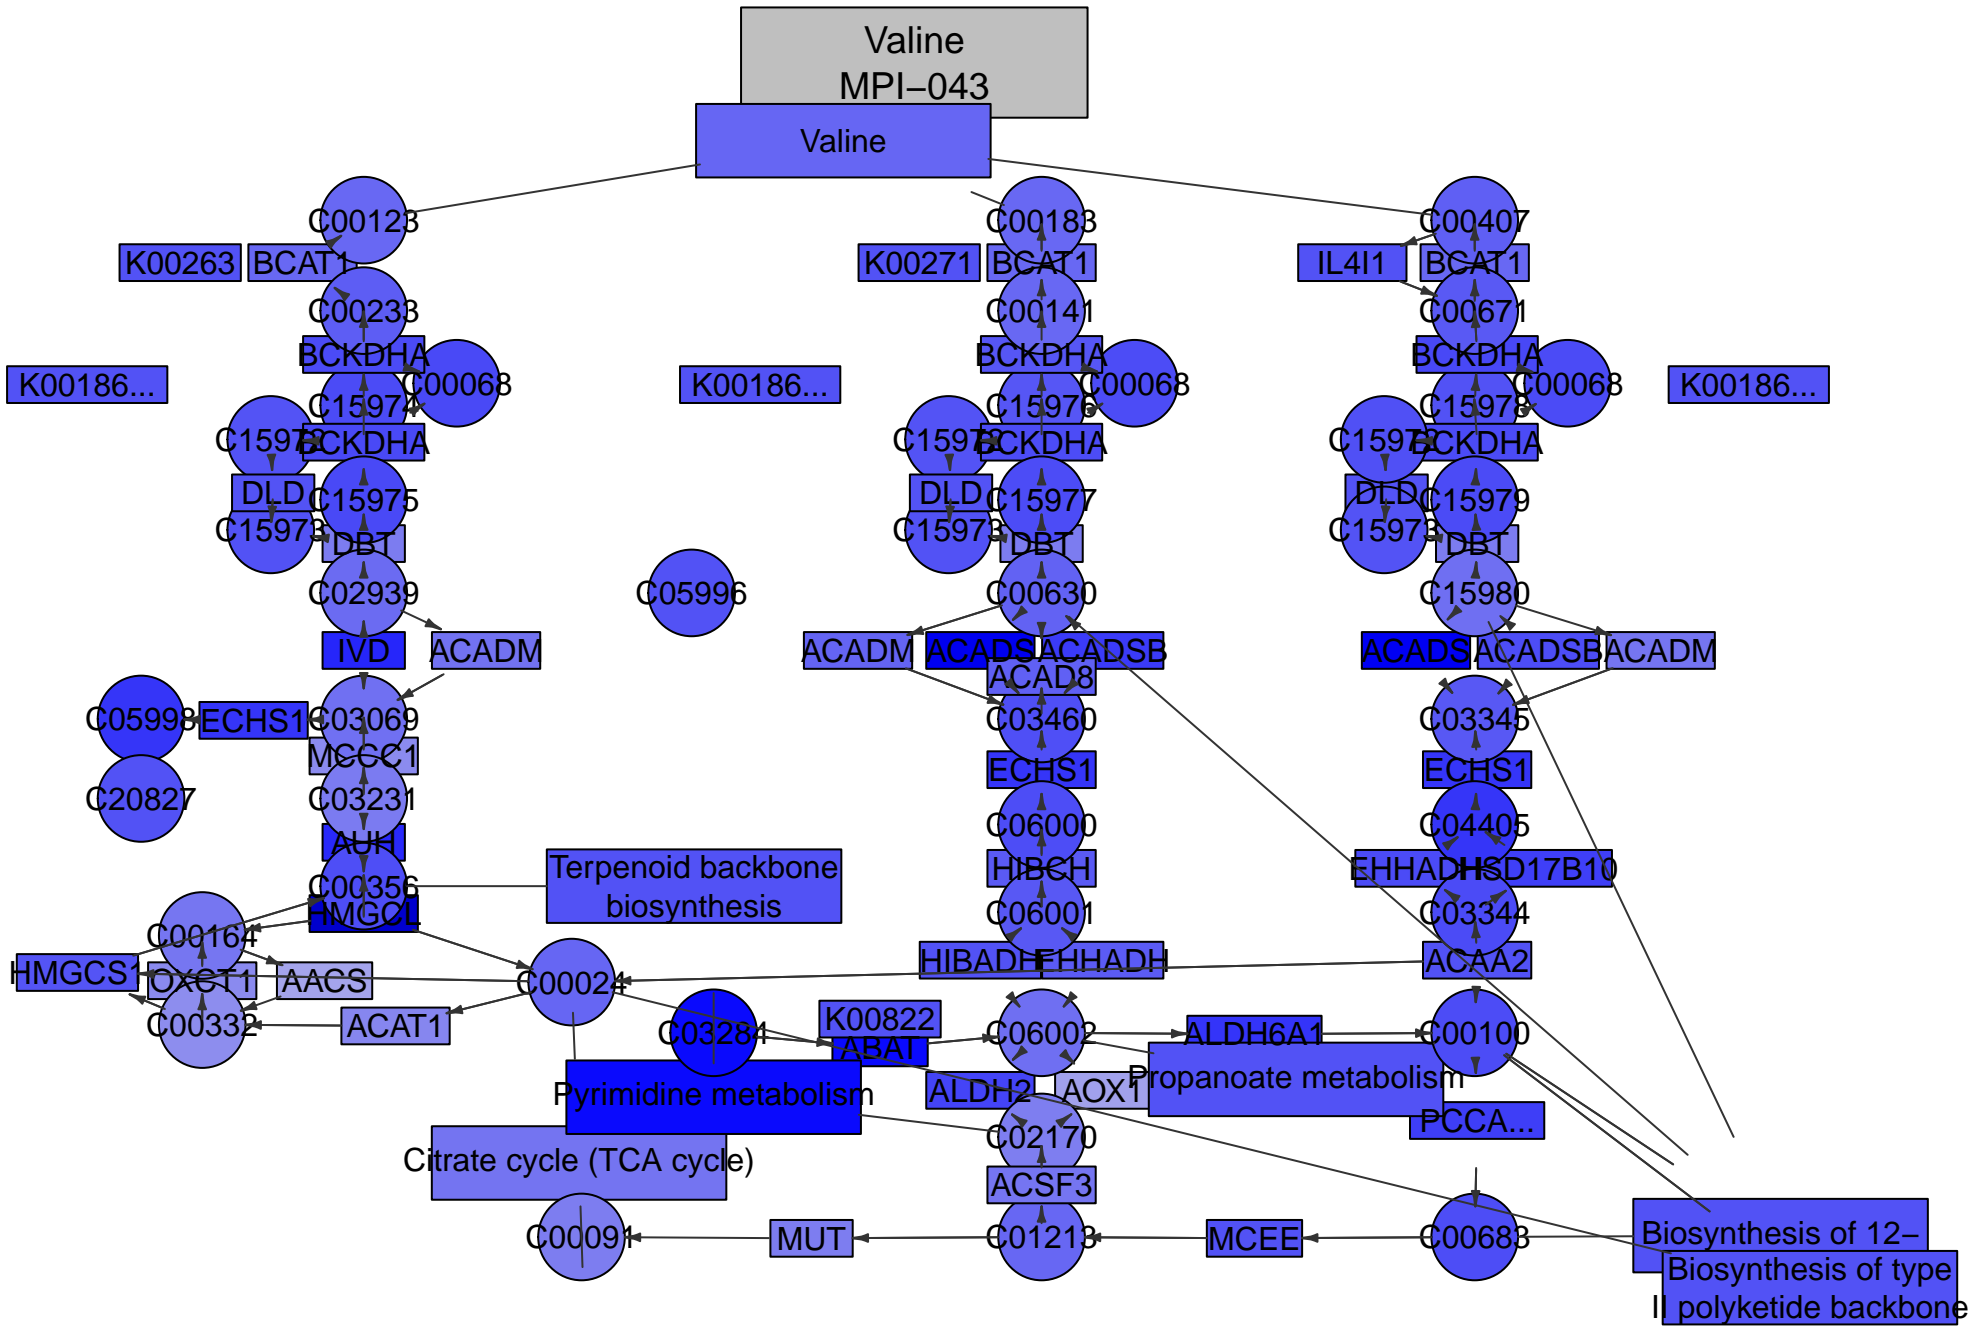 Valine
MPI−043
Valine
C00123
C00183
C00407
K00263
BCAT1
K00271
BCAT1
IL4I1
BCAT1
C00233
C00141
C00671
BCKDHA
BCKDHA
BCKDHA
K00186...
C00068
K00186...
C00068
C00068
K00186...
C15974
C15976
C15978
C15972
BCKDHA
C15972
BCKDHA
C15972
BCKDHA
DLD
C15975
DLD
C15977
DLD
C15979
C15973
DBT
C15973
DBT
C15973
DBT
C02939
C05996
C00630
C15980
IVD
ACADM
ACADM
ACADS
ACADSB
ACADS
ACADSB
ACADM
ACAD8
C05998
ECHS1
C03069
C03460
C03345
MCCC1
ECHS1
ECHS1
C20827
C03231
C06000
C04405
AUH
HIBCH
EHHADH
HSD17B10
C00356
Terpenoid backbone
biosynthesis
HMGCL
C06001
C03344
C00164
HIBADH
EHHADH
ACAA2
HMGCS1
OXCT1
AACS
C00024
C00332
ACAT1
C03284
K00822
ABAT
C06002
ALDH6A1
C00100
Pyrimidine metabolism
ALDH2
AOX1
Propanoate metabolism
PCCA...
C02170
Citrate cycle (TCA cycle)
ACSF3
C00091
MUT
C01213
MCEE
C00683
Biosynthesis of 12−
Biosynthesis of type
II polyketide backbone